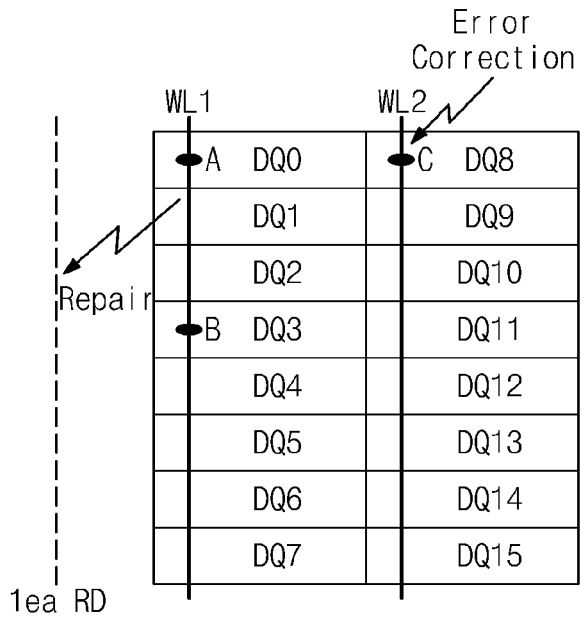 Error
Correction
WL1 WL2
A DQ0 C DQ8
DQ1 DQ9
DQ2 DQ10
Repair
B DQ3 DQ11
DQ4 DQ12
DQ5 DQ13
DQ6 DQ14
DQ7 DQ15
1ea RD